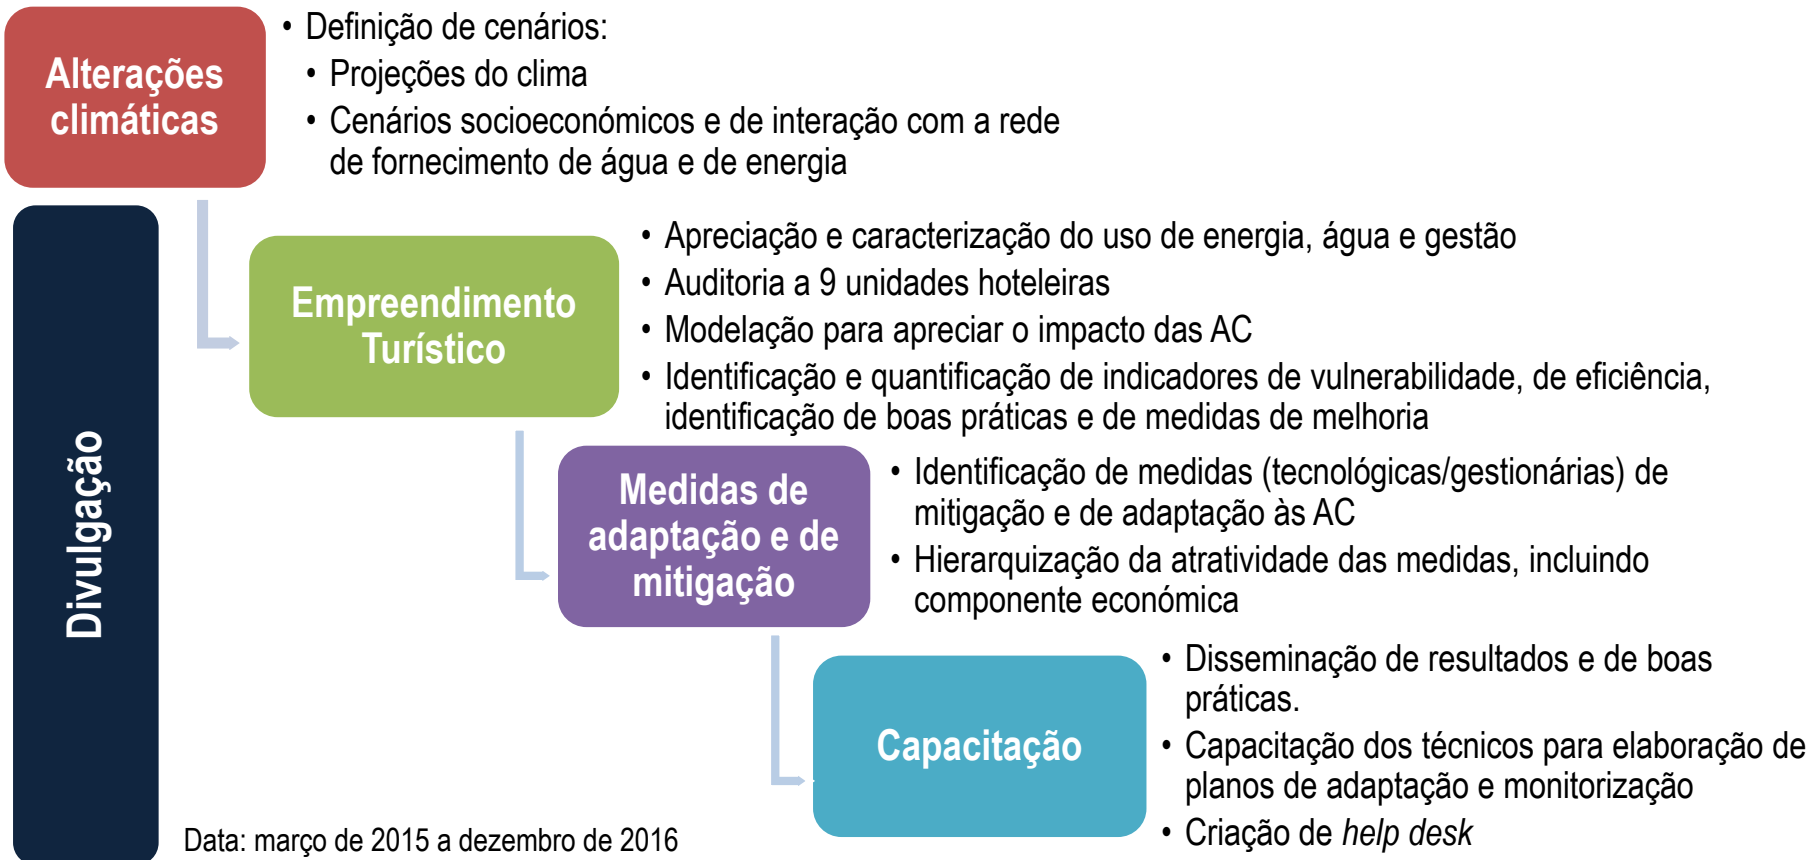 Alterações
climáticas
• Definição de cenários:
• Projeções do clima
• Cenários socioeconómicos e de interação com a rede
de fornecimento de água e de energia
Divulgação
Empreendimento
Turístico
• Apreciação e caracterização do uso de energia, água e gestão
• Auditoria a 9 unidades hoteleiras
• Modelação para apreciar o impacto das AC
• Identificação e quantificação de indicadores de vulnerabilidade, de eficiência,
identificação de boas práticas e de medidas de melhoria
Medidas de
adaptação e de
mitigação
• Identificação de medidas (tecnológicas/gestionárias) de
mitigação e de adaptação às AC
• Hierarquização da atratividade das medidas, incluindo
componente económica
Capacitação
• Disseminação de resultados e de boas
práticas.
• Capacitação dos técnicos para elaboração de
planos de adaptação e monitorização
• Criação de help desk
Data: março de 2015 a dezembro de 2016